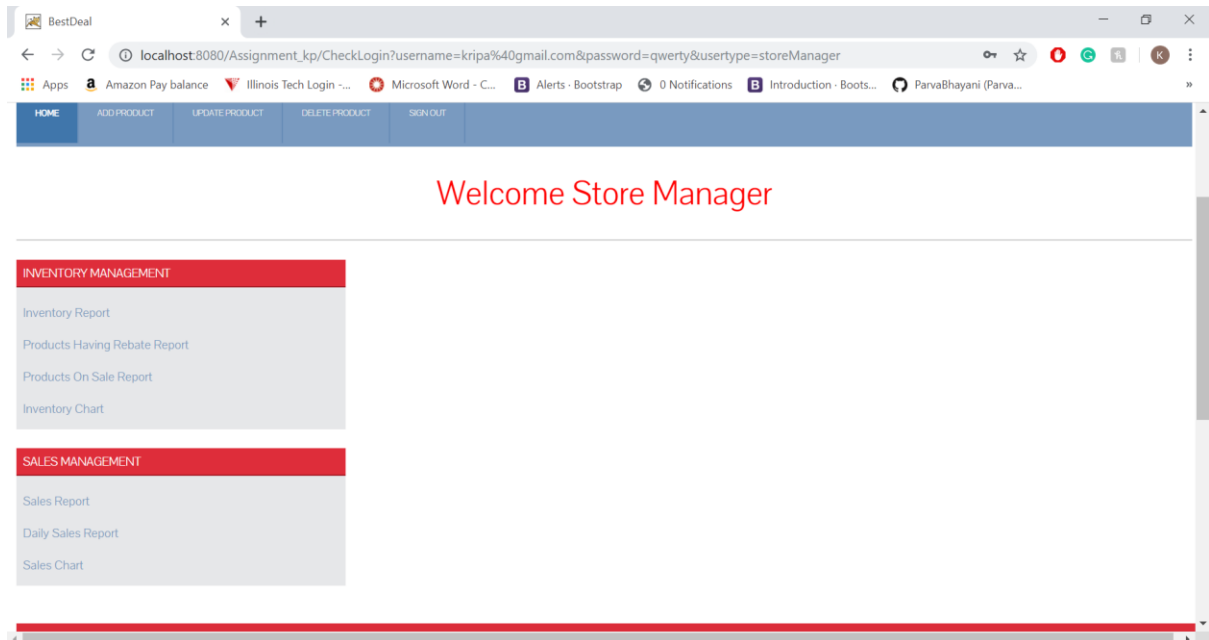 BestDeal
localhost:8080/Assignment_kp/CheckLogin?username=kripa%40gmail.com&password=qwerty&usertype=storeManager
K
Apps Amazon Pay balance Illinois Tech Login -... Microsoft Word - C... Alerts · Bootstrap 0 Notifications Introduction · Boots... ParvaBhayani (Parva... »
HOME ADD PRODUCT UPDATE PRODUCT DELETE PRODUCT SIGN OUT
Welcome Store Manager
INVENTORY MANAGEMENT
Inventory Report
Products Having Rebate Report
Products On Sale Report
Inventory Chart
SALES MANAGEMENT
Sales Report
Daily Sales Report
Sales Chart